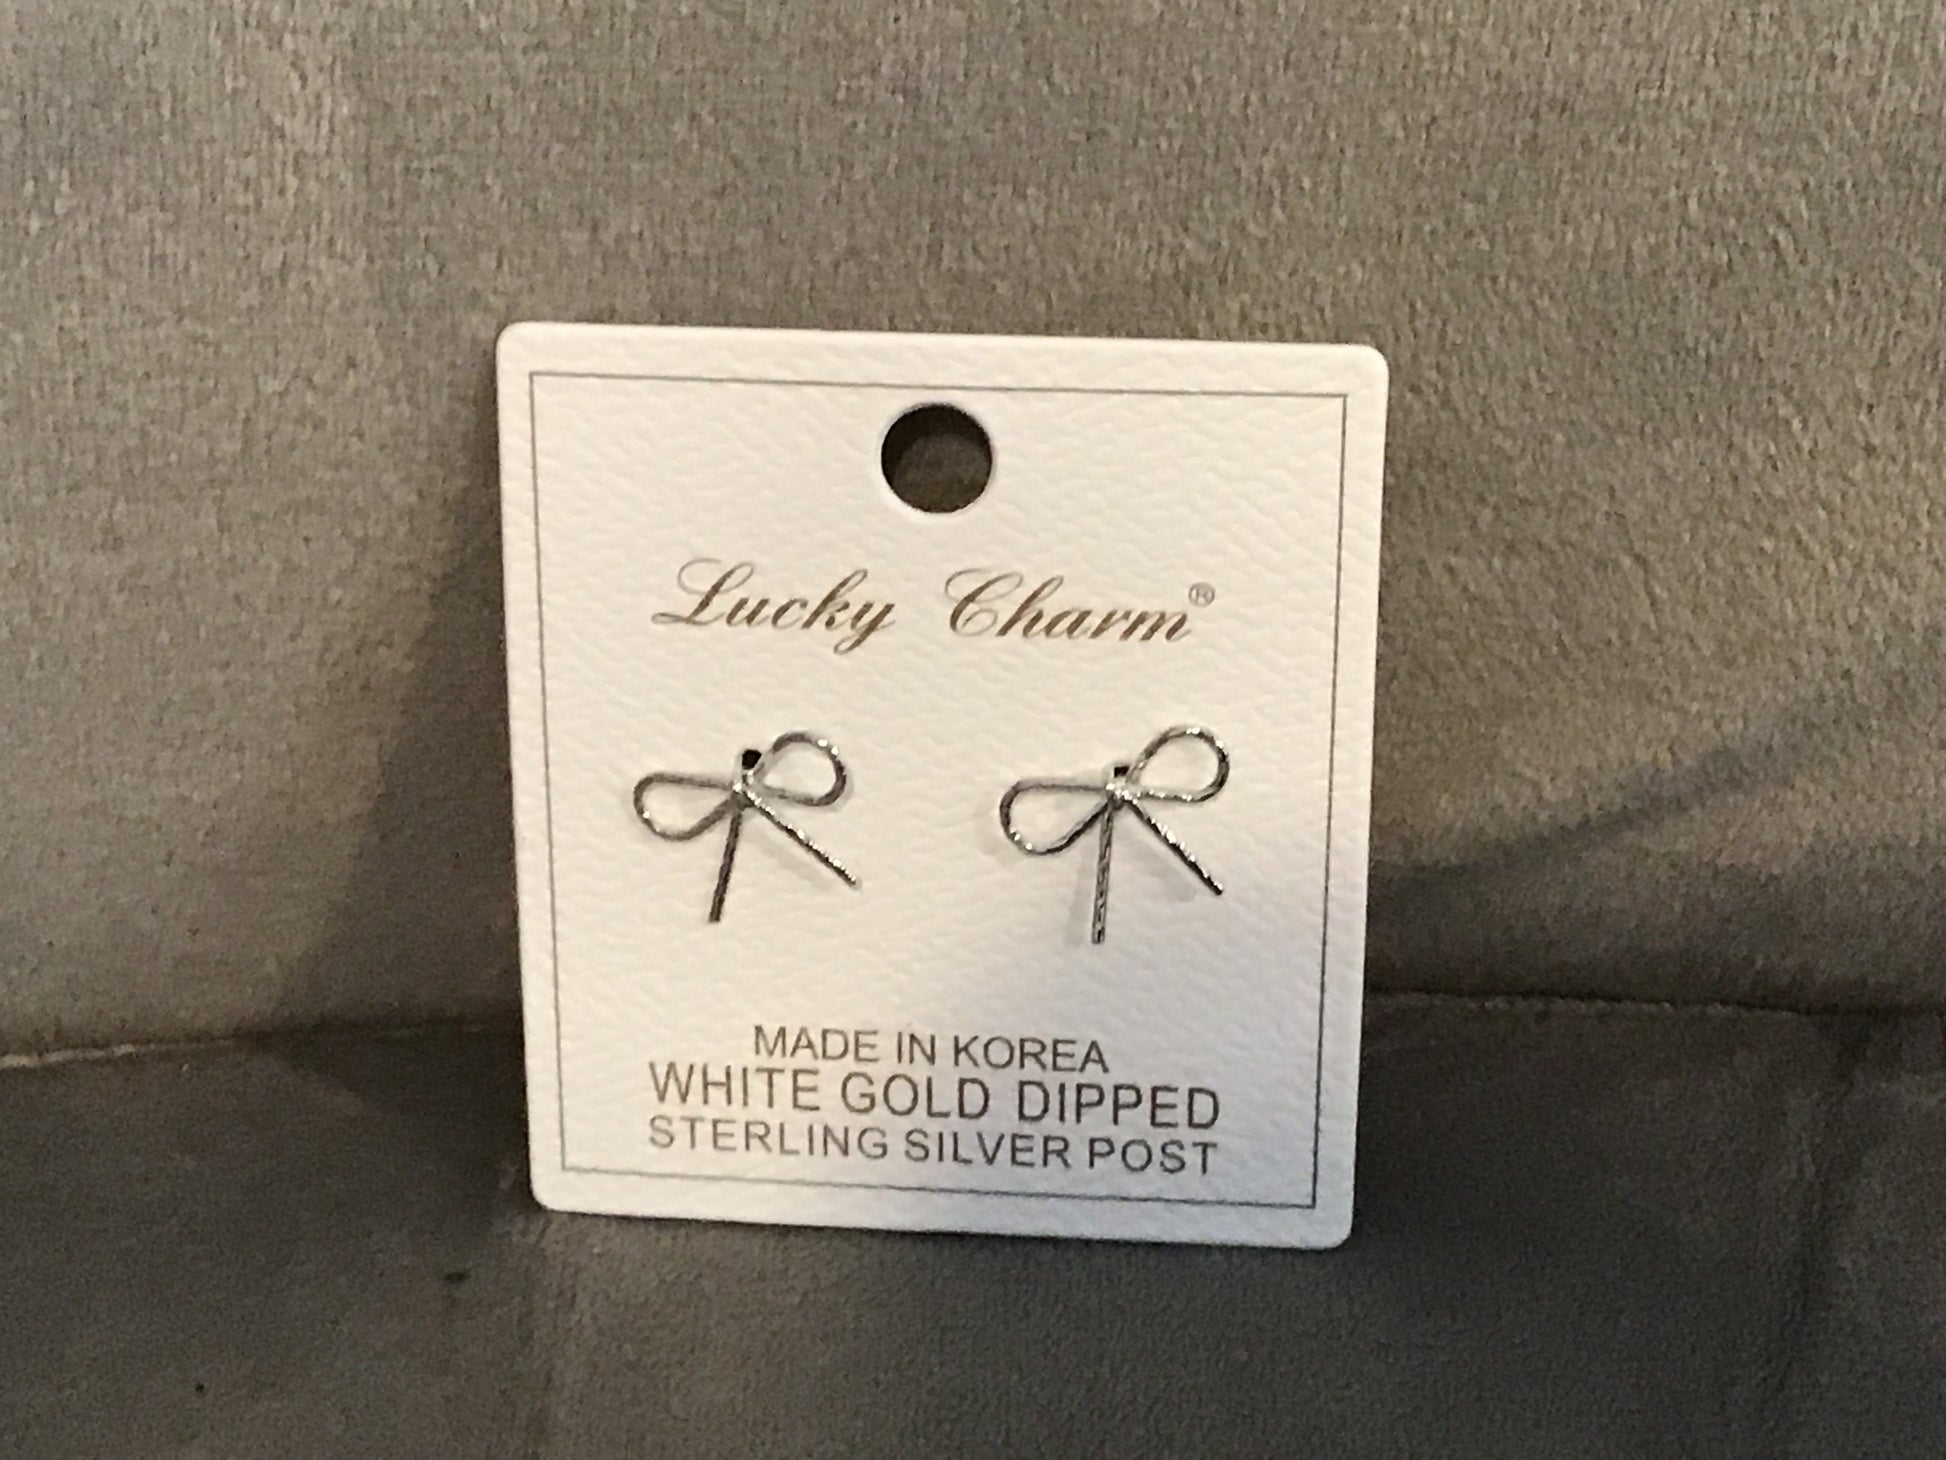 Lucky Charm®
MADE IN KOREA
WHITE GOLD DIPPED
STERLING SILVER POST